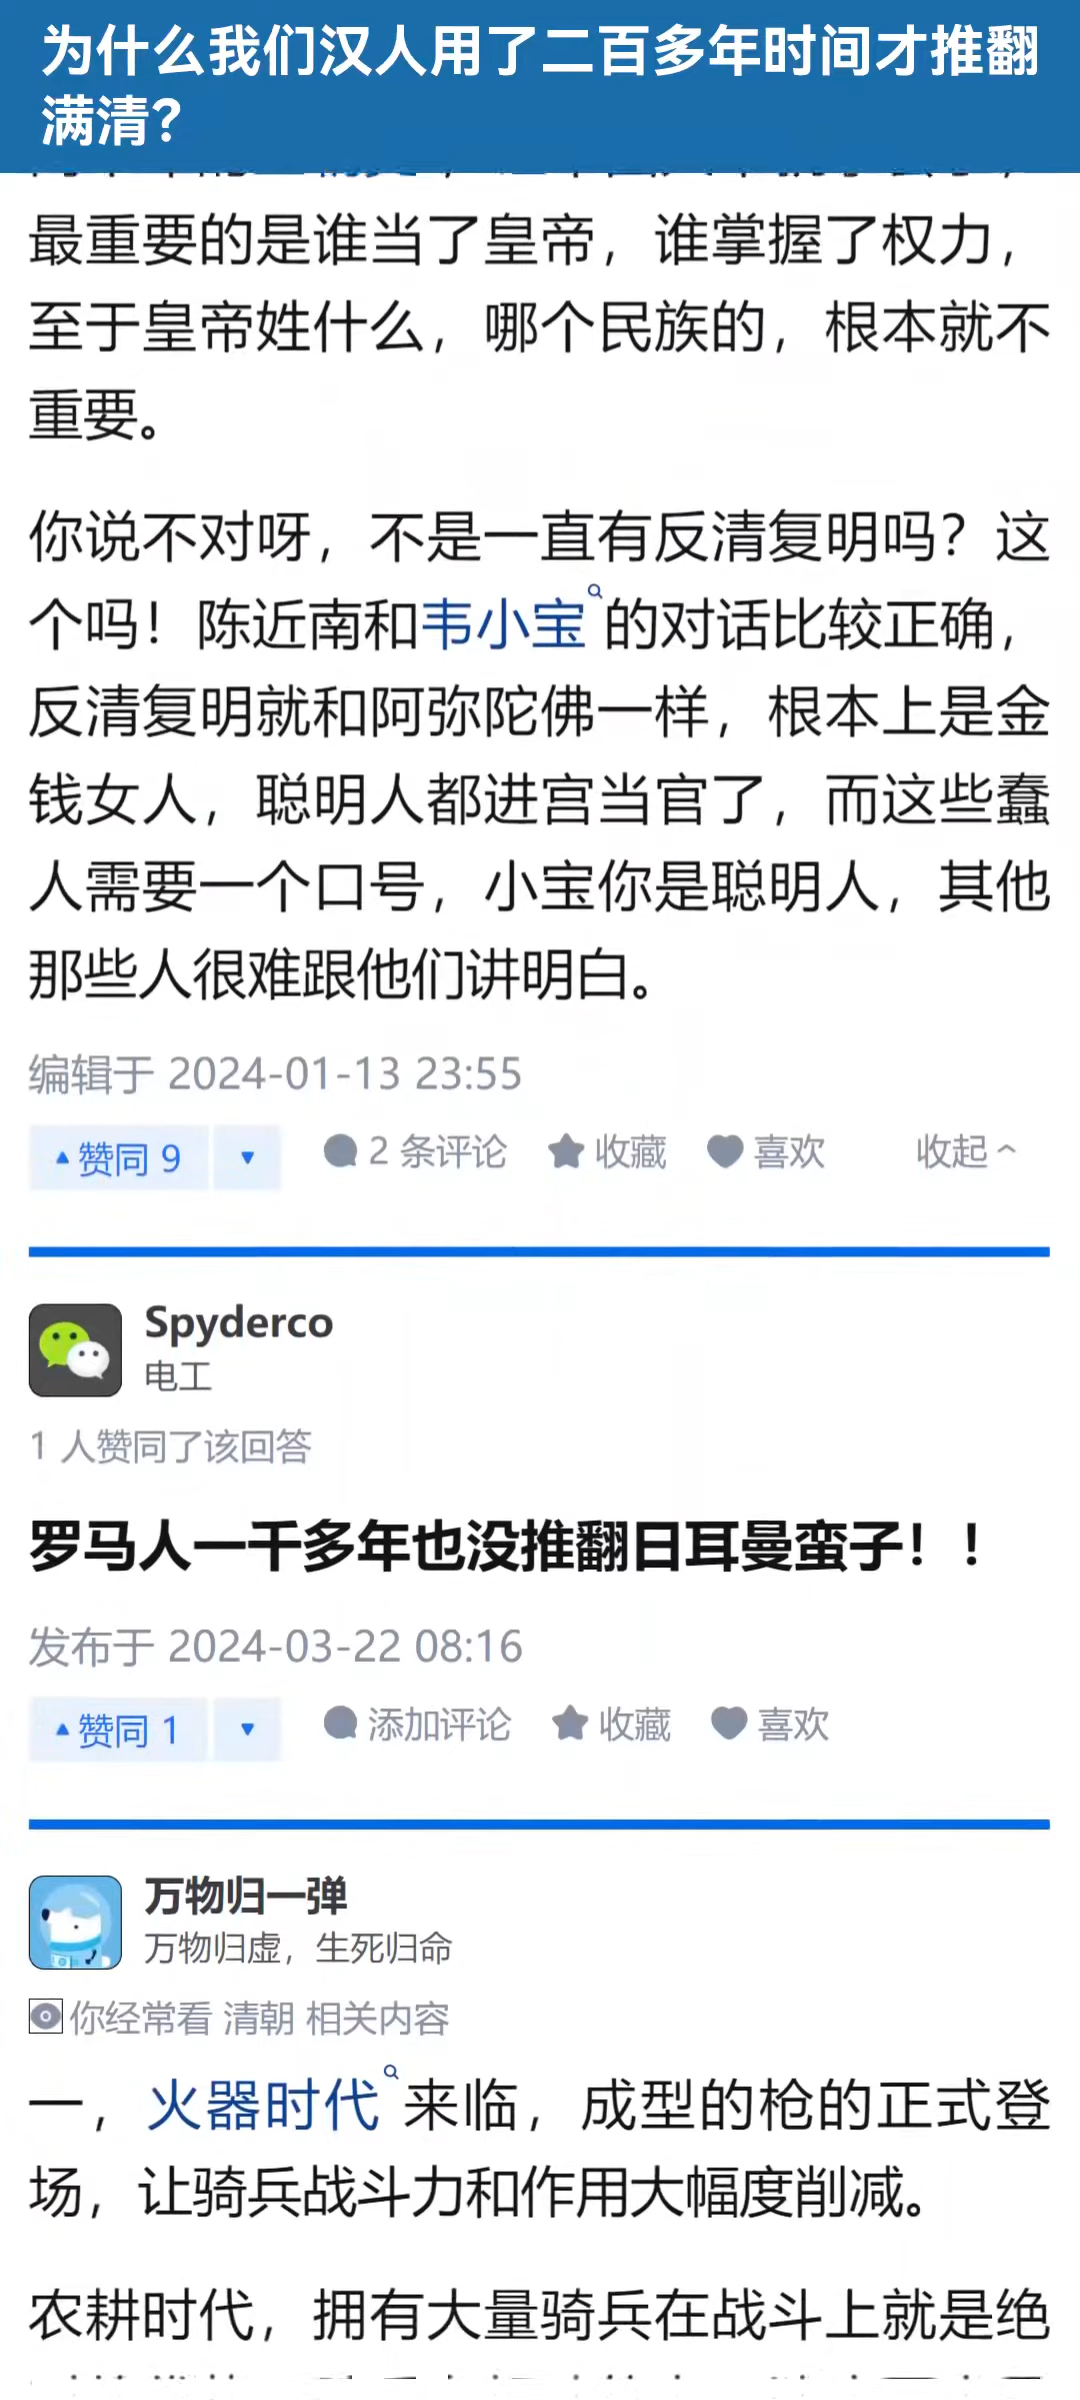 为什么我们汉人用了二百多年时间才推翻
满清？
最重要的是谁当了皇帝，谁掌握了权力，
至于皇帝姓什么，哪个民族的，根本就不
重要。
你说不对呀，不是一直有反清复明吗？这
个吗！陈近南和韦小宝的对话比较正确，
反清复明就和阿弥陀佛一样，根本上是金
钱女人，聪明人都进宫当官了，而这些蠢
人需要一个口号，小宝你是聪明人，其他
那些人很难跟他们讲明白。
编辑于 2024-01-13 23:55
赞同 9 2 条评论 收藏 喜欢 收起
Spyderco
电工
1 人赞同了该回答
罗马人一千多年也没推翻日耳曼蛮子！！
发布于 2024-03-22 08:16
赞同 1 添加评论 收藏 喜欢
万物归一弹
万物归虚，生死归命
你经常看 清朝 相关内容
一，火器时代来临，成型的枪的正式登
场，让骑兵战斗力和作用大幅度削减。
农耕时代，拥有大量骑兵在战斗上就是绝